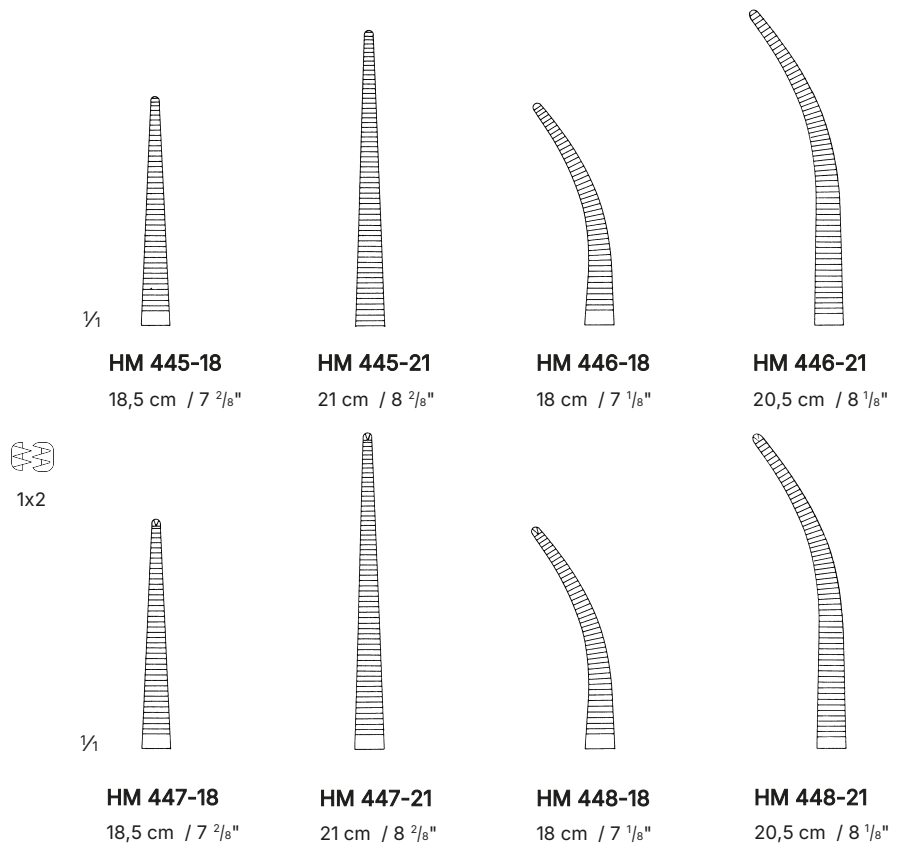 ¹⁄₁
HM 445-18 HM 445-21 HM 446-18 HM 446-21
18,5 cm / 7 ²/₈" 21 cm / 8 ²/₈" 18 cm / 7 ¹/₈" 20,5 cm / 8 ¹/₈"
1x2
¹⁄₁
HM 447-18 HM 447-21 HM 448-18 HM 448-21
18,5 cm / 7 ²/₈" 21 cm / 8 ²/₈" 18 cm / 7 ¹/₈" 20,5 cm / 8 ¹/₈"